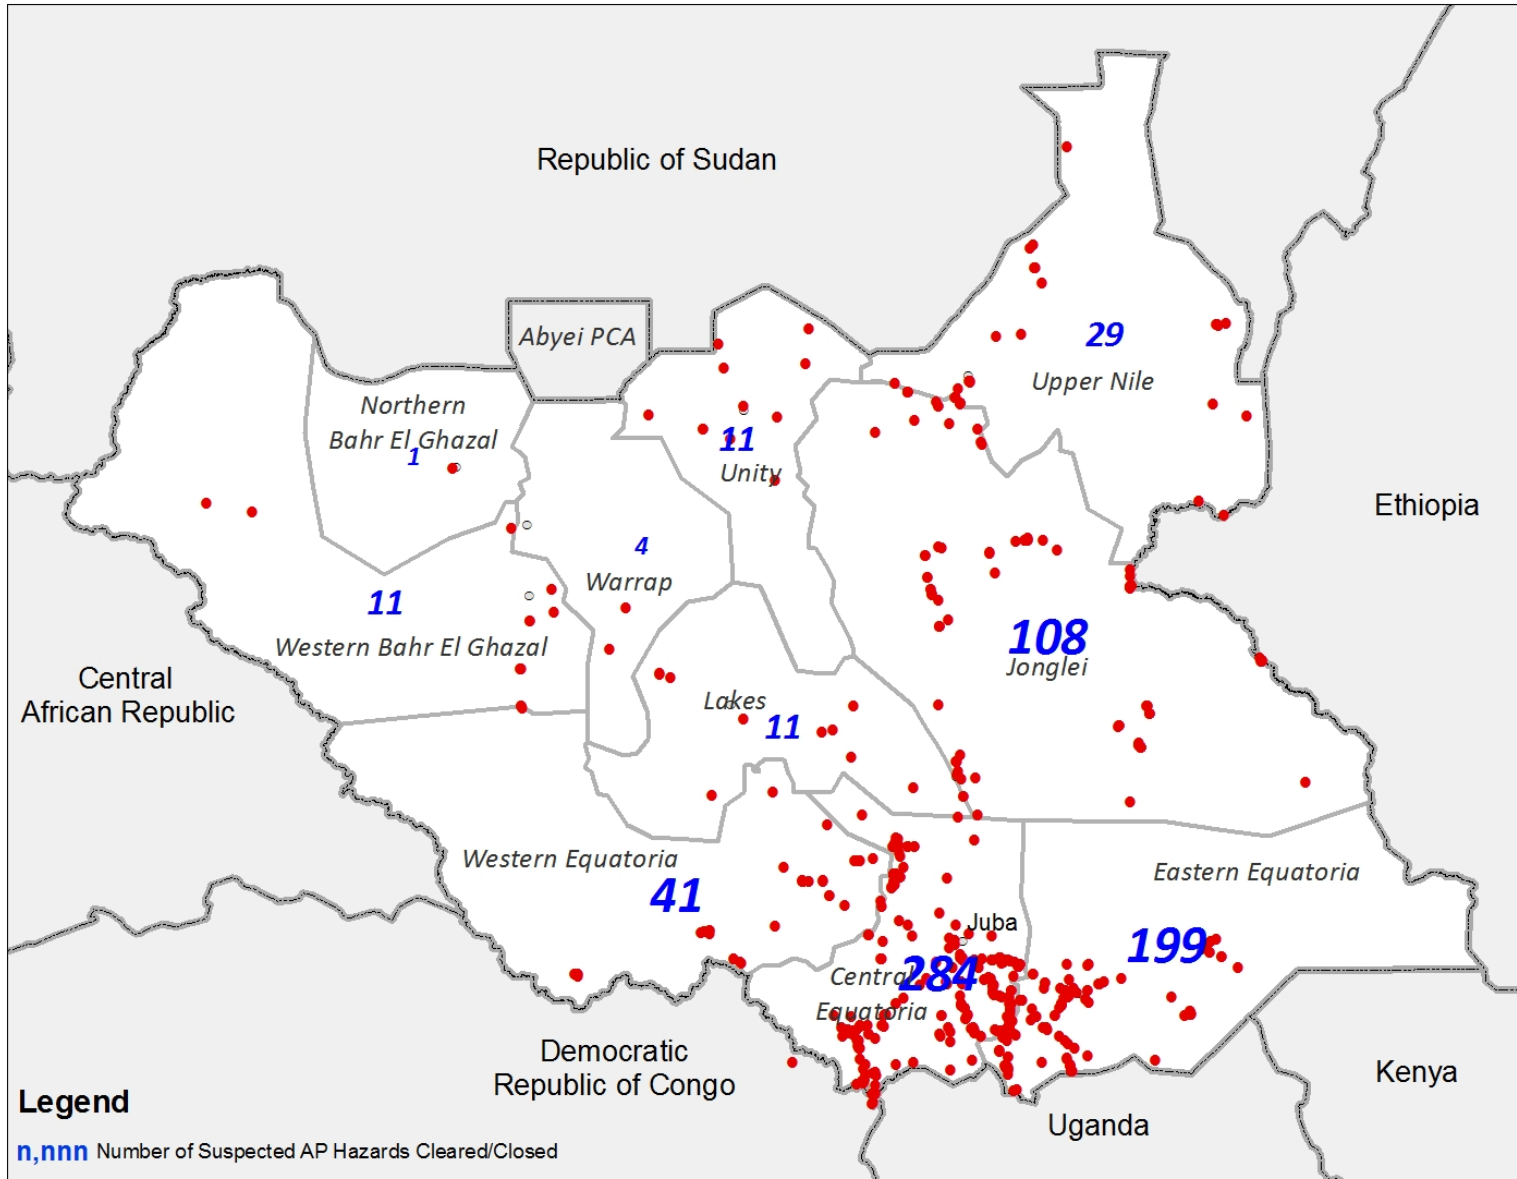 Republic of Sudan
Abyei PCA
29
Upper Nile
Northern
Bahr El Ghazal
1
11
Unity
Ethiopia
4
Warrap
11
Western Bahr El Ghazal
108
Jonglei
Central
African Republic
Lakes
11
Western Equatoria
41
Eastern Equatoria
199
Juba
Central
284
Equatoria
Democratic
Republic of Congo
Kenya
Uganda
Legend
n,nnn Number of Suspected AP Hazards Cleared/Closed